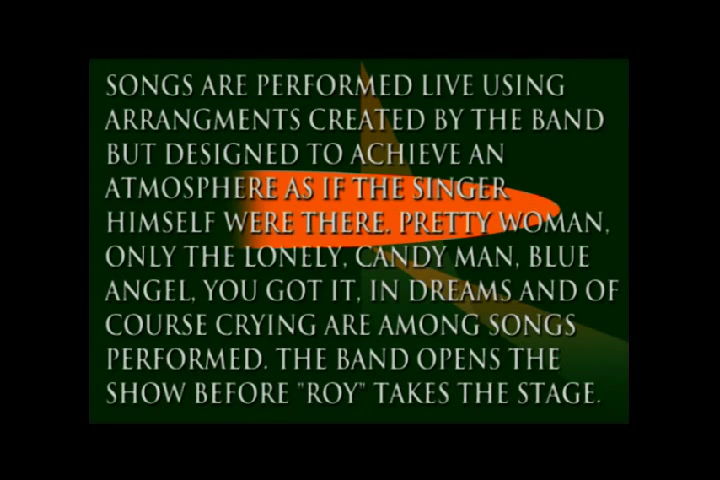 SONGS ARE PERFORMED LIVE USING
ARRANGMENTS CREATED BY THE BAND
BUT DESIGNED TO ACHIEVE AN
ATMOSPHERE AS IF THE SINGER
HIMSELF WERE THERE. PRETTY WOMAN,
ONLY THE LONELY, CANDY MAN, BLUE
ANGEL, YOU GOT IT, IN DREAMS AND OF
COURSE CRYING ARE AMONG SONGS
PERFORMED. THE BAND OPENS THE
SHOW BEFORE "ROY" TAKES THE STAGE.